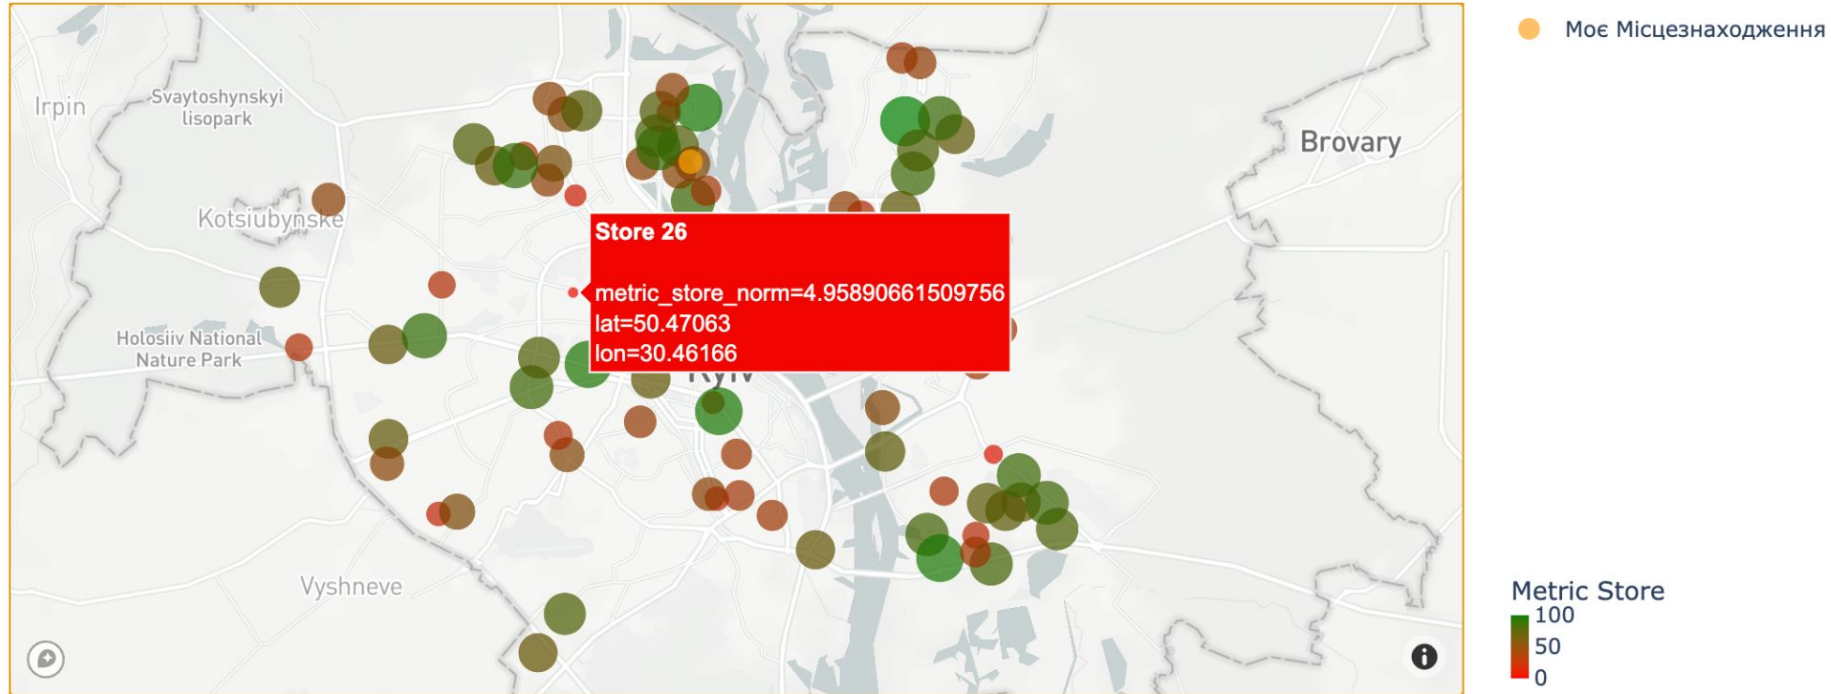 Моє Місцезнаходження
Irpin
Svaytoshynskyi
lisopark
Brovary
Kotsiubynske
Store 26
metric_store_norm=4.95890661509756
lat=50.47063
lon=30.46166
Holosiiv National
Nature Park
Kyiv
Vyshneve
Metric Store
100
50
0